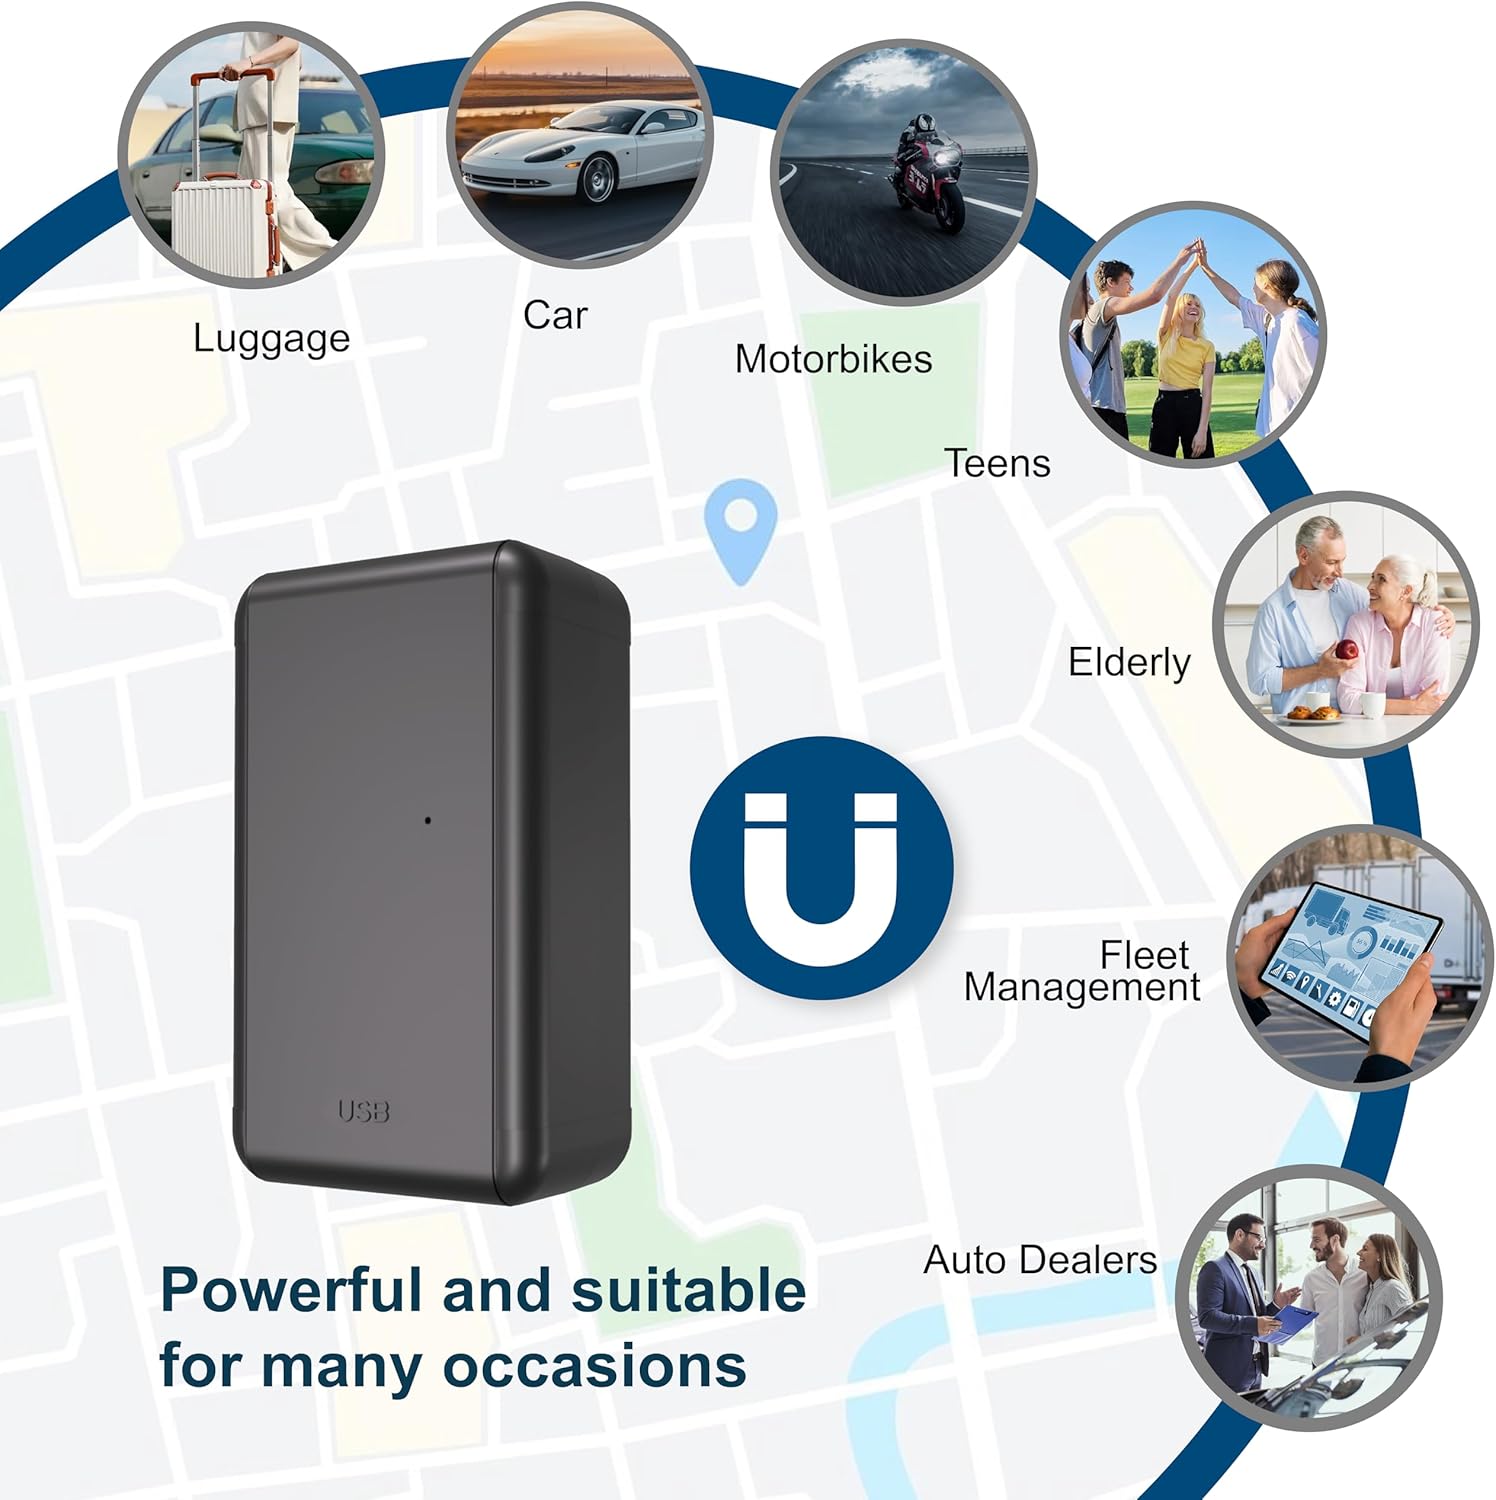 Luggage
Car
Motorbikes
Teens
Elderly
Fleet
Management
Auto Dealers
USB
Powerful and suitable
for many occasions